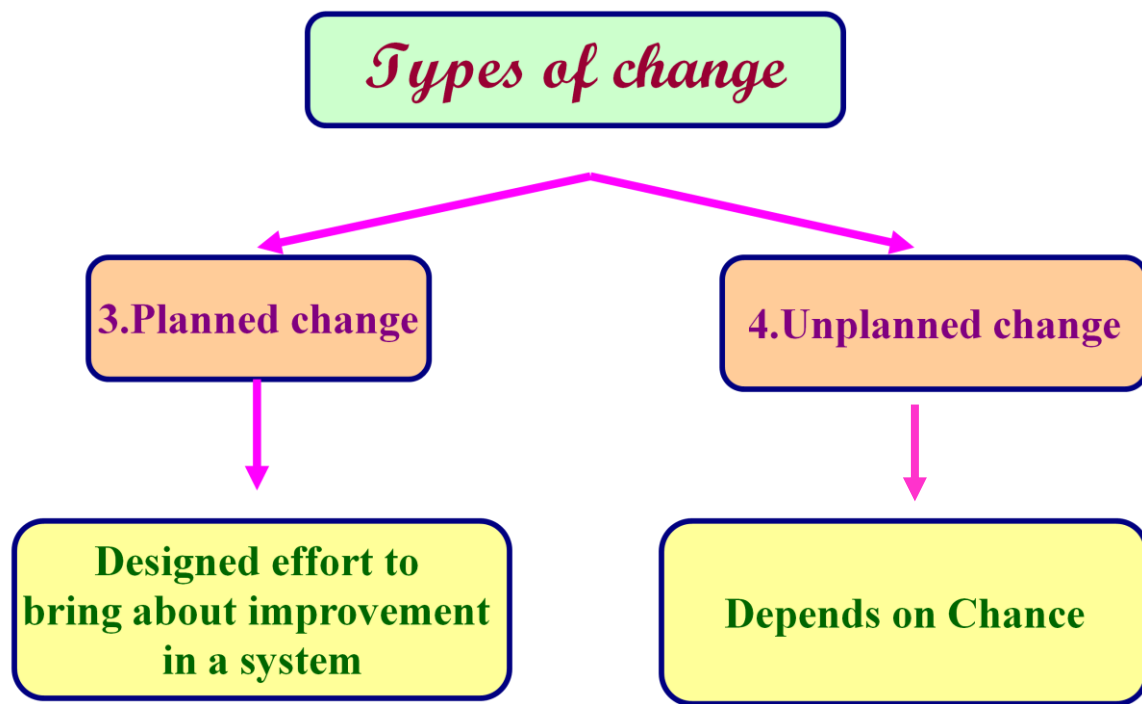 Types of change
3.Planned change
4.Unplanned change
Designed effort to
bring about improvement
in a system
Depends on Chance